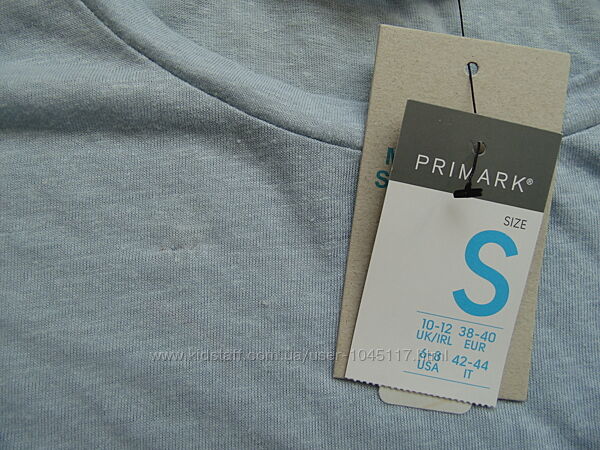 PRIMARK®
SIZE
S
10-12 38-40
UK/IRL EUR
6-8 42-44
USA IT
www.kidstaff.com.ua/user-1045117.html